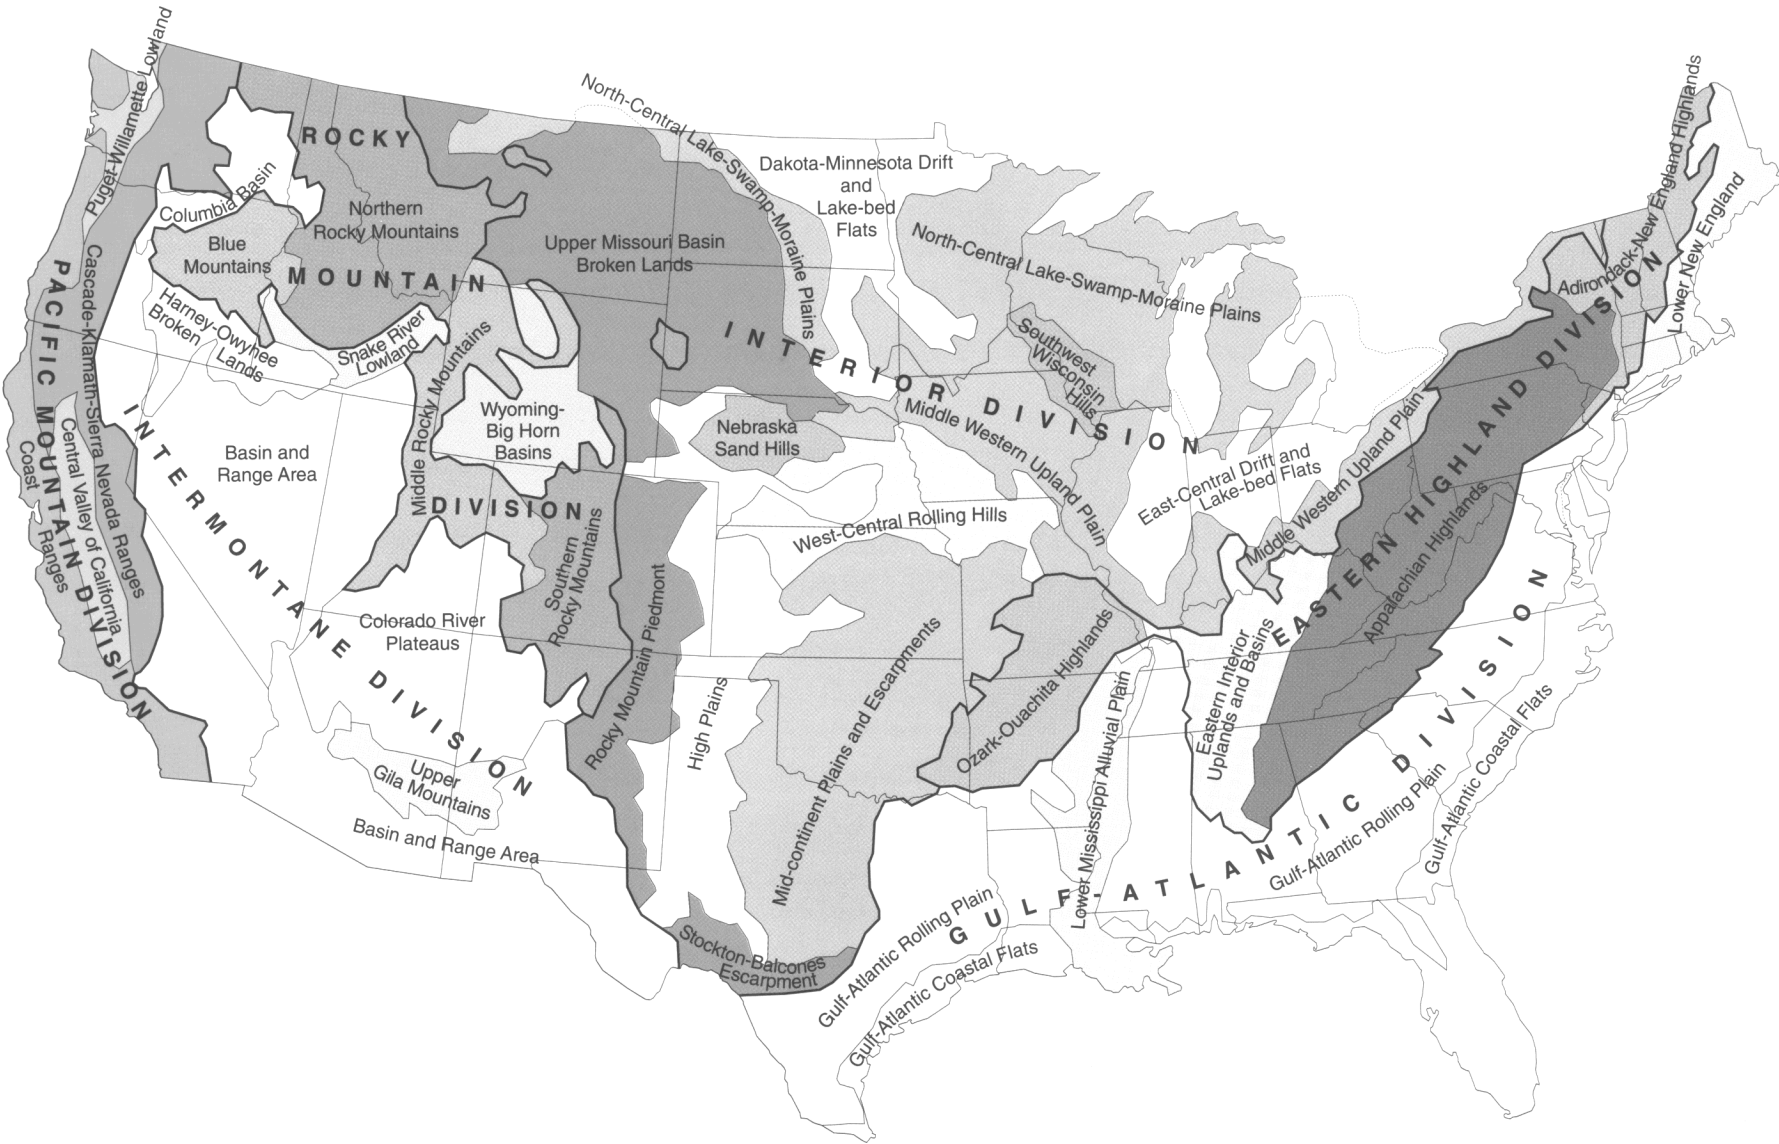 Puget-Willamette Lowland
North-Central Lake-Swamp-Moraine Plains
ROCKY
MOUNTAIN
DIVISION
Columbia Basin
Northern
Rocky Mountains
Blue
Mountains
Harney-Owyhee
Broken Lands
Snake River
Lowland
Middle Rocky Mountains
Wyoming-
Big Horn
Basins
Southern
Rocky Mountains
PACIFIC MOUNTAIN DIVISION
Cascade-Klamath-Sierra Nevada Ranges
Central Valley of California
Coast Ranges
INTERMONTANE DIVISION
Basin and
Range Area
Colorado River
Plateaus
Upper
Gila Mountains
Basin and Range Area
INTERIOR DIVISION
Upper Missouri Basin
Broken Lands
Dakota-Minnesota Drift
and
Lake-bed
Flats
North-Central Lake-Swamp-Moraine Plains
Southwest
Wisconsin
Hills
Nebraska
Sand Hills
Middle Western Upland Plain
East-Central Drift and
Lake-bed Flats
Middle Western Upland Plain
West-Central Rolling Hills
Rocky Mountain Piedmont
High Plains
Mid-continent Plains and Escarpments
Ozark-Ouachita Highlands
Stockton-Balcones
Escarpment
Eastern Interior
Uplands and Basins
EASTERN HIGHLAND DIVISION
Appalachian Highlands
Adirondack-New England Highlands
Lower New England
GULF-ATLANTIC DIVISION
Lower Mississippi Alluvial Plain
Gulf-Atlantic Rolling Plain
Gulf-Atlantic Coastal Flats
Gulf-Atlantic Rolling Plain
Gulf-Atlantic Coastal Flats